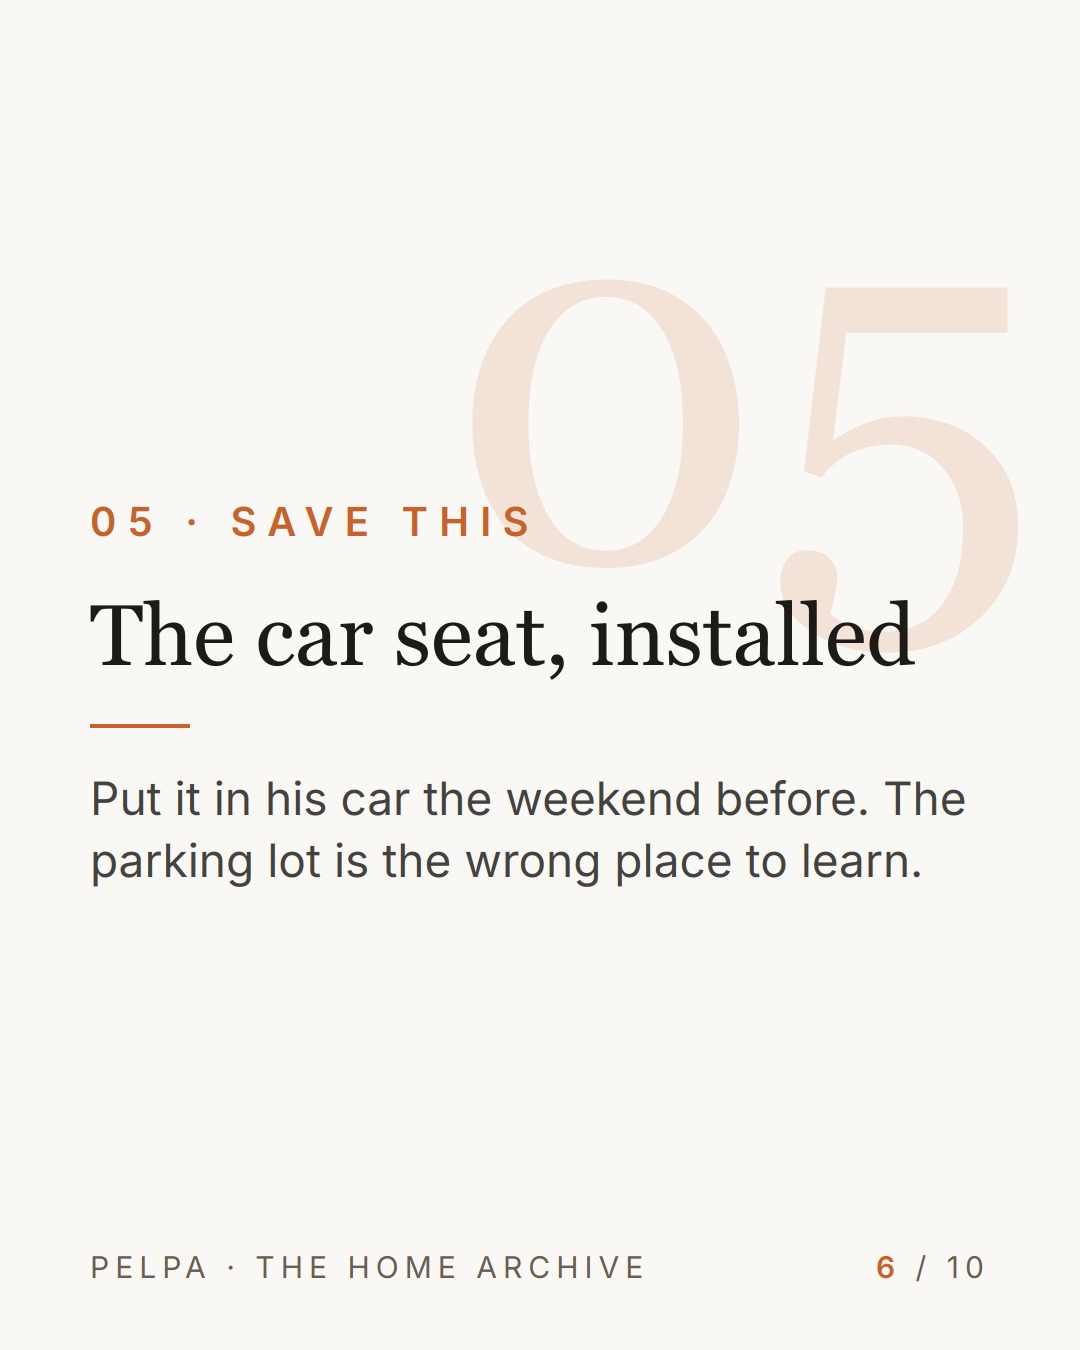 05
05 · SAVE THIS
The car seat, installed
Put it in his car the weekend before. The
parking lot is the wrong place to learn.
PELPA · THE HOME ARCHIVE
6 / 10